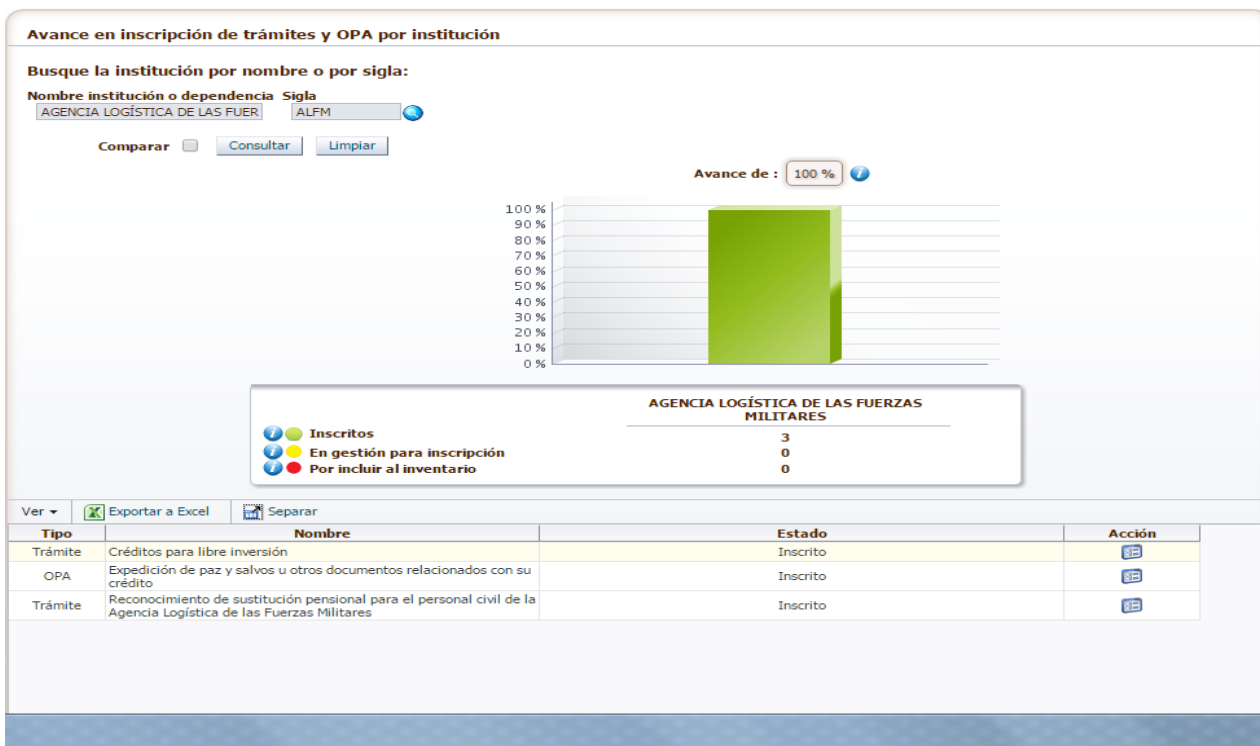 Avance en inscripción de trámites y OPA por institución
Busque la institución por nombre o por sigla:
Nombre institución o dependencia Sigla
AGENCIA LOGÍSTICA DE LAS FUER ALFM
Comparar Consultar Limpiar
Avance de : 100 %
100 %
90 %
80 %
70 %
60 %
50 %
40 %
30 %
20 %
10 %
0 %
AGENCIA LOGÍSTICA DE LAS FUERZAS
MILITARES
Inscritos 3
En gestión para inscripción 0
Por incluir al inventario 0
Ver Exportar a Excel Separar
Tipo Nombre Estado Acción
Trámite Créditos para libre inversión Inscrito
OPA Expedición de paz y salvos u otros documentos relacionados con su
crédito Inscrito
Trámite Reconocimiento de sustitución pensional para el personal civil de la
Agencia Logística de las Fuerzas Militares Inscrito